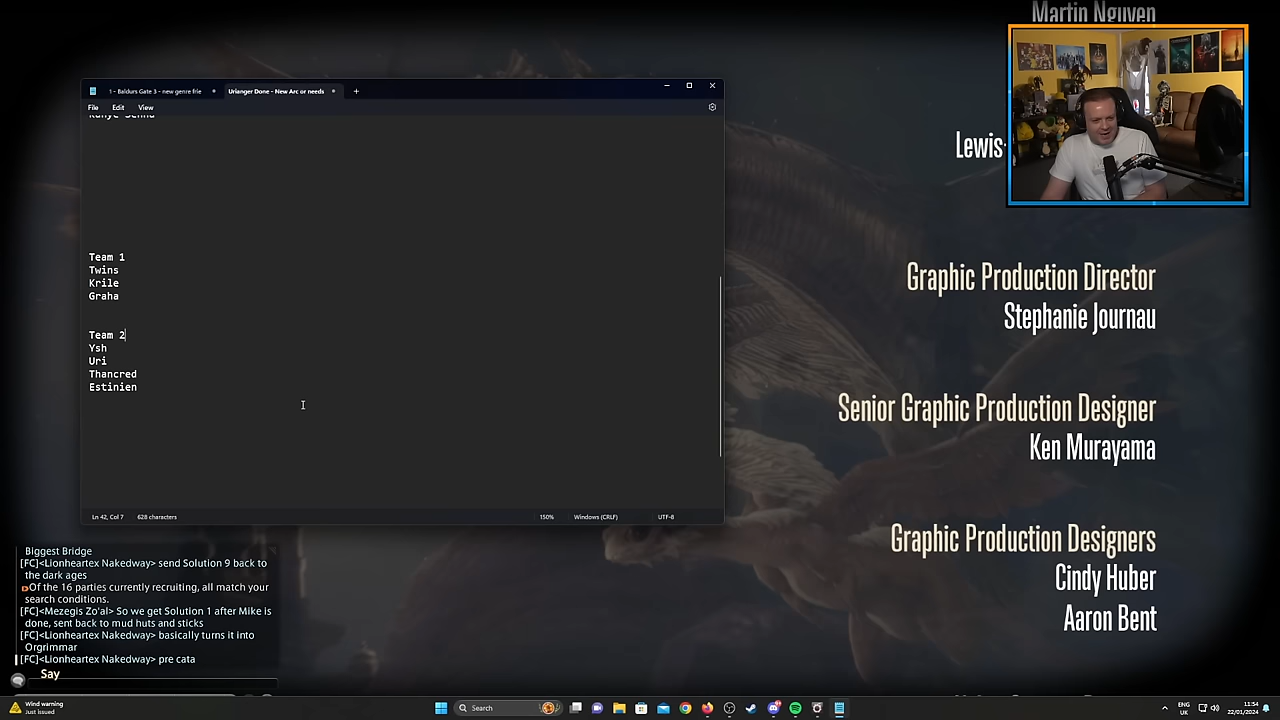 Martin Nguyen
1 - Baldurs Gate 3 - new genre frie
Urianger Done - New Arc or needs
File Edit View
Team 1
Twins
Krile
Graha
Team 2
Ysh
Uri
Thancred
Estinien
Ln 42, Col 7
628 characters
150%
Windows (CRLF)
UTF-8
Lewis-
Graphic Production Director
Stephanie Journau
Senior Graphic Production Designer
Ken Murayama
Graphic Production Designers
Cindy Huber
Aaron Bent
Biggest Bridge
[FC]<Lionheartex Nakedway> send Solution 9 back to
the dark ages
Of the 16 parties currently recruiting, all match your
search conditions.
[FC]<Mezegis Zo'al> So we get Solution 1 after Mike is
done, sent back to mud huts and sticks
[FC]<Lionheartex Nakedway> basically turns it into
Orgrimmar
[FC]<Lionheartex Nakedway> pre cata
Say
Wind warning
Just issued
Search
ENG
UK
11:54
22/01/2024